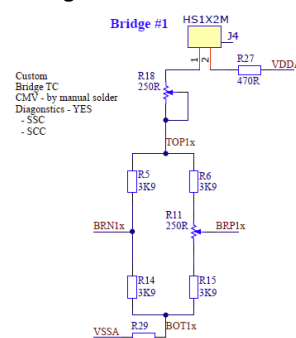 Bridge #1
HS1X2M
J4
1
2
R27
VDDA
470R
Custom
Bridge TC
CMV - by manual solder
Diagonstics - YES
- SSC
- SCC
R18
250R
TOP1x
R5
3K9
R6
3K9
BRN1x
R11
250R
BRP1x
R14
3K9
R15
3K9
VSSA
R29
BOT1x